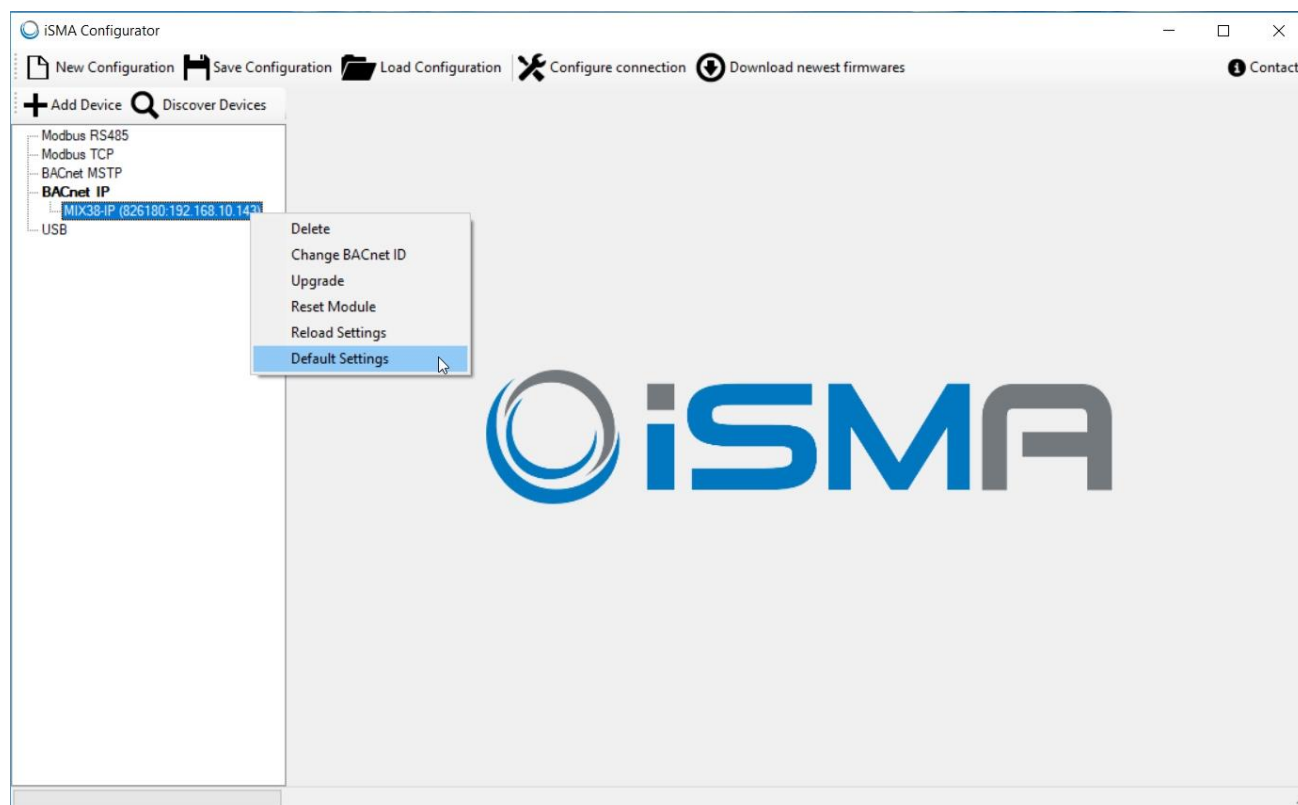 iSMA Configurator
New Configuration Save Configuration Load Configuration Configure connection Download newest firmwares Contact
Add Device Discover Devices
Modbus RS485
Modbus TCP
BACnet MSTP
BACnet IP
MIX38-IP (826180:192.168.10.143)
USB
Delete
Change BACnet ID
Upgrade
Reset Module
Reload Settings
Default Settings
iSMA